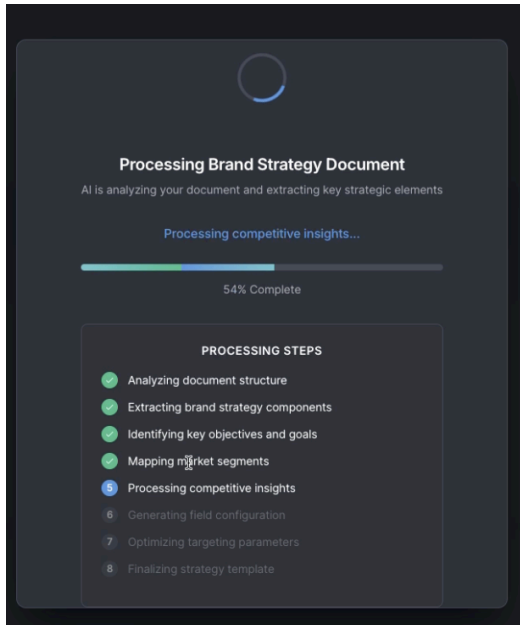 Processing Brand Strategy Document
AI is analyzing your document and extracting key strategic elements
Processing competitive insights...
54% Complete
PROCESSING STEPS
Analyzing document structure
Extracting brand strategy components
Identifying key objectives and goals
Mapping market segments
5 Processing competitive insights
6 Generating field configuration
7 Optimizing targeting parameters
8 Finalizing strategy template